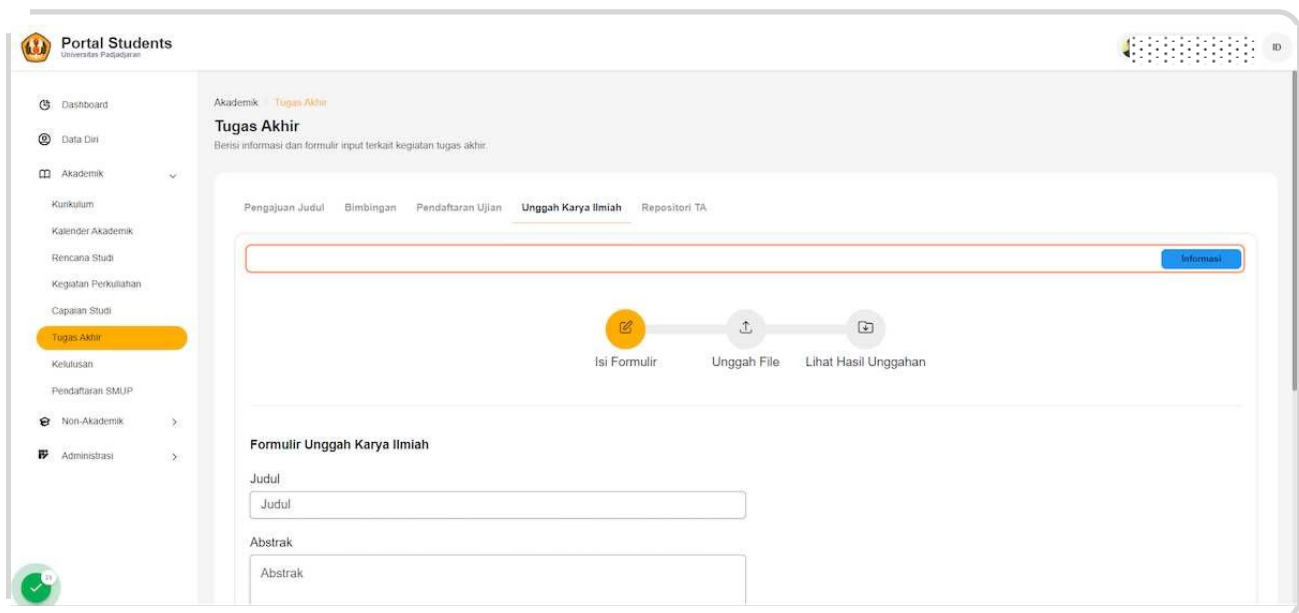 Portal Students
Universitas Padjadjaran
ID
Dashboard
Data Diri
Akademik
Kurikulum
Kalender Akademik
Rencana Studi
Kegiatan Perkuliahan
Capaian Studi
Tugas Akhir
Kelulusan
Pendaftaran SMUP
Non-Akademik
Administrasi
Akademik Tugas Akhir
Tugas Akhir
Berisi informasi dan formulir input terkait kegiatan tugas akhir.
Pengajuan Judul Bimbingan Pendaftaran Ujian Unggah Karya Ilmiah Repositori TA
Informasi
Isi Formulir Unggah File Lihat Hasil Unggahan
Formulir Unggah Karya Ilmiah
Judul
Judul
Abstrak
Abstrak